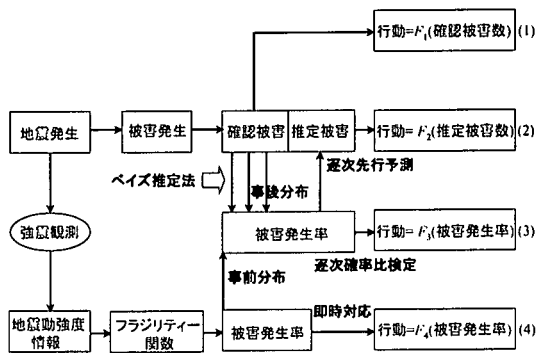 行動=F₁(確認被害数) (1)
地震発生
被害発生
確認被害
推定被害
行動=F₂(推定被害数) (2)
ベイズ推定法
事後分布
逐次先行予測
強震観測
被害発生率
行動=F₃(被害発生率) (3)
逐次確率比検定
事前分布
地震動強度
情報
フラジリティー
関数
被害発生率
即時対応
行動=F₄(被害発生率) (4)